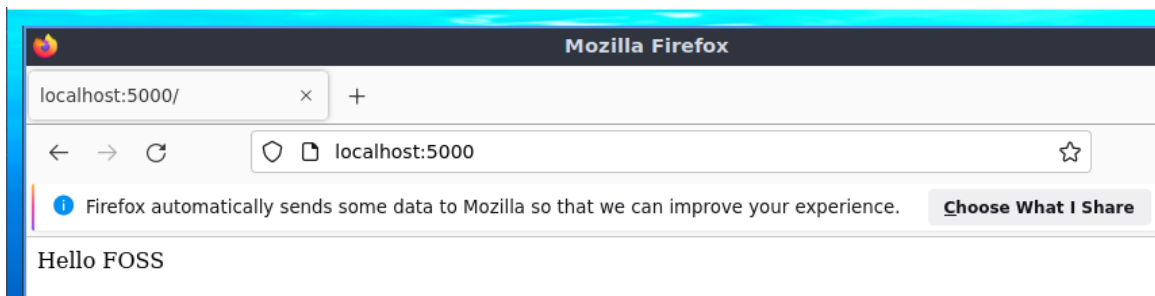 Mozilla Firefox
localhost:5000/
localhost:5000
Firefox automatically sends some data to Mozilla so that we can improve your experience. Choose What I Share
Hello FOSS